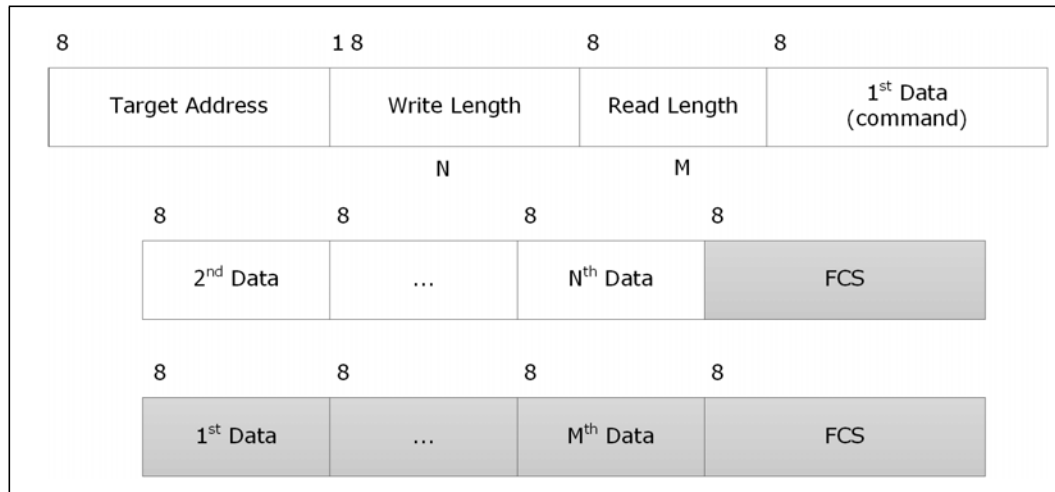 8 1 8 8 8
Target Address Write Length Read Length 1st Data
(command)
N M
8 8 8 8
2nd Data ... Nth Data FCS
8 8 8 8
1st Data ... Mth Data FCS